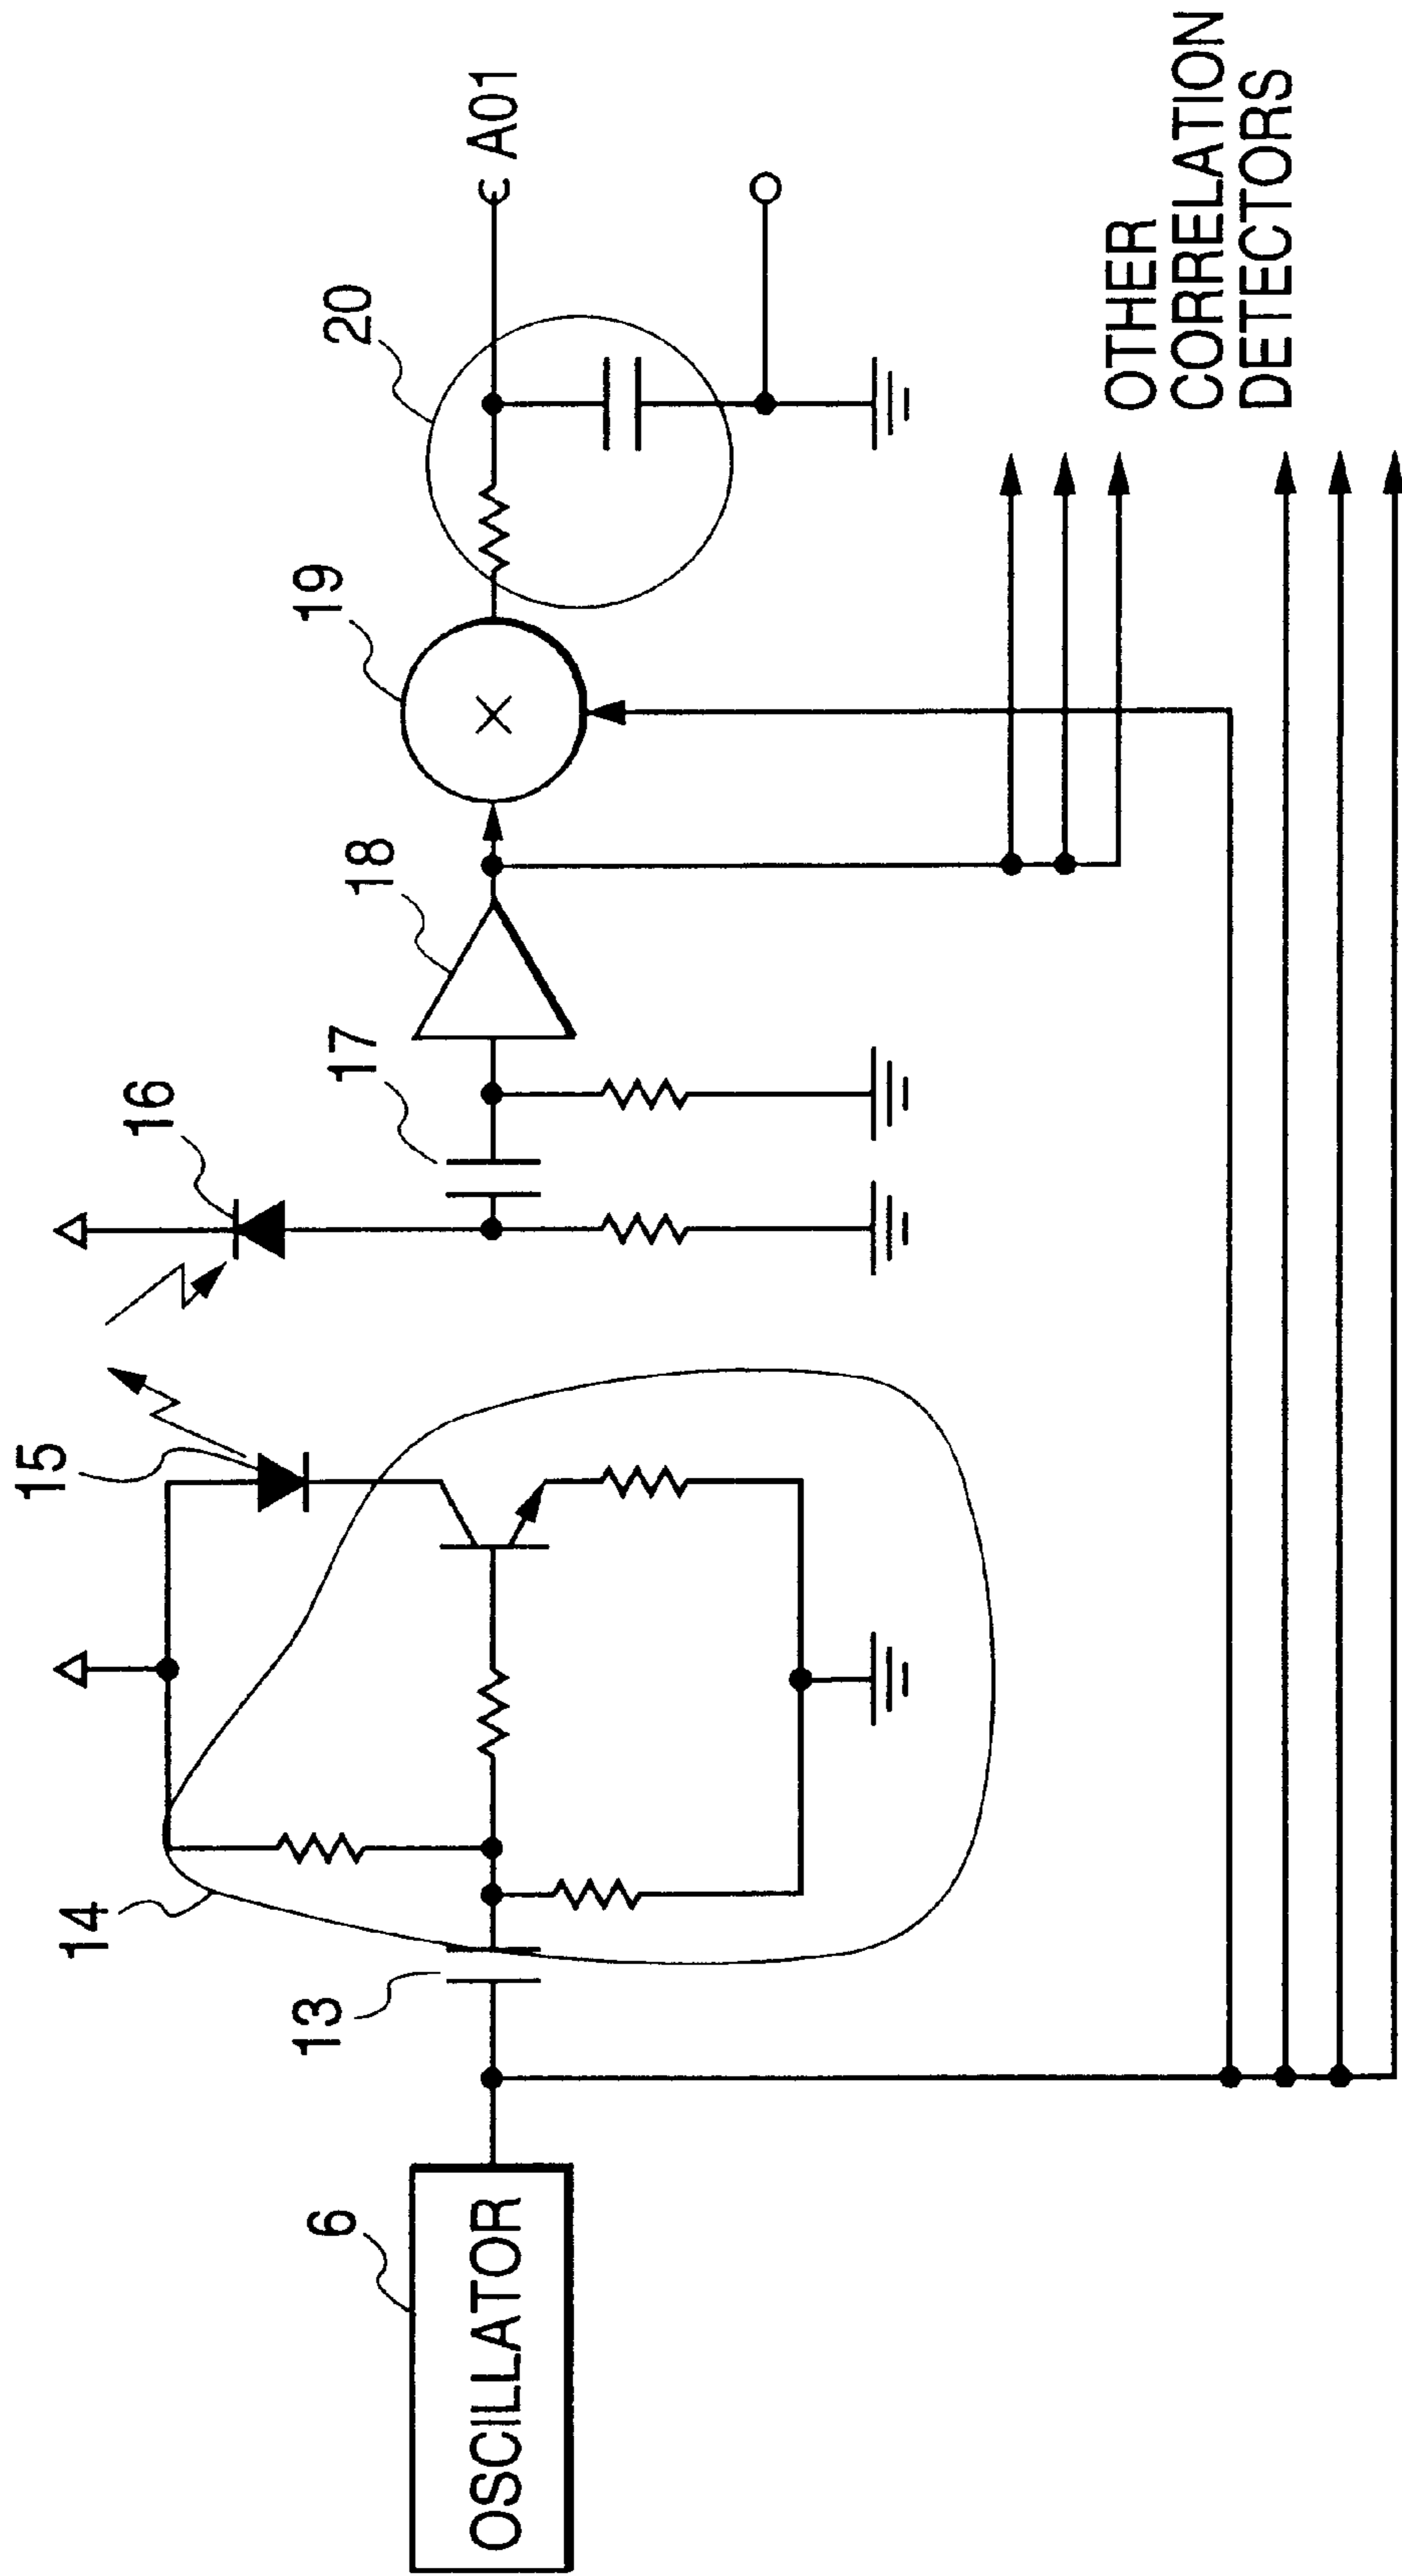 6
OSCILLATOR
13
14
15
16
17
18
19
20
A01
OTHER
CORRELATION
DETECTORS